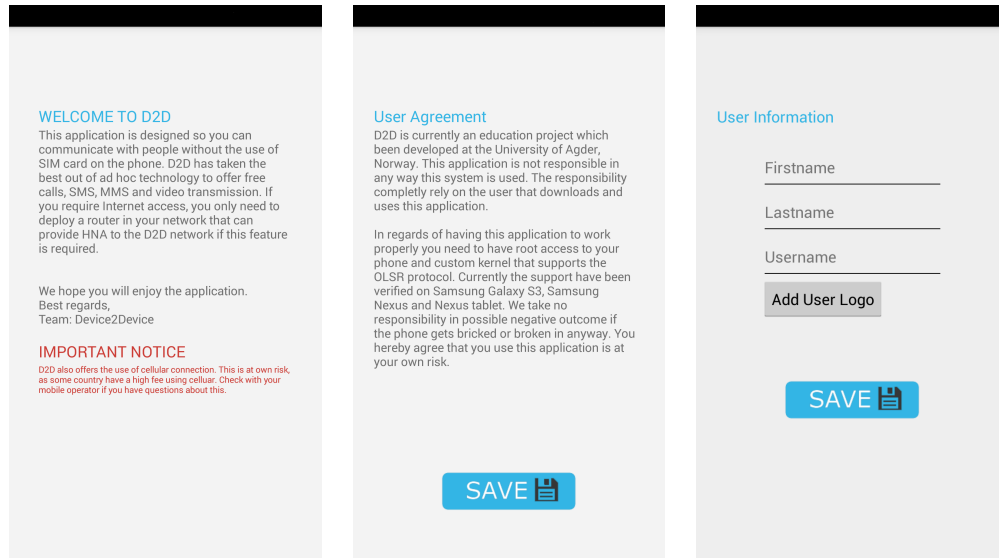 WELCOME TO D2D
This application is designed so you can
communicate with people without the use of
SIM card on the phone. D2D has taken the
best out of ad hoc technology to offer free
calls, SMS, MMS and video transmission. If
you require Internet access, you only need to
deploy a router in your network that can
provide HNA to the D2D network if this feature
is required.
We hope you will enjoy the application.
Best regards,
Team: Device2Device
IMPORTANT NOTICE
D2D also offers the use of cellular connection. This is at own risk,
as some country have a high fee using celluar. Check with your
mobile operator if you have questions about this.
User Agreement
D2D is currently an education project which
been developed at the University of Agder,
Norway. This application is not responsible in
any way this system is used. The responsibility
completly rely on the user that downloads and
uses this application.
In regards of having this application to work
properly you need to have root access to your
phone and custom kernel that supports the
OLSR protocol. Currently the support have been
verified on Samsung Galaxy S3, Samsung
Nexus and Nexus tablet. We take no
responsibility in possible negative outcome if
the phone gets bricked or broken in anyway. You
hereby agree that you use this application is at
your own risk.
SAVE
User Information
Firstname
Lastname
Username
Add User Logo
SAVE